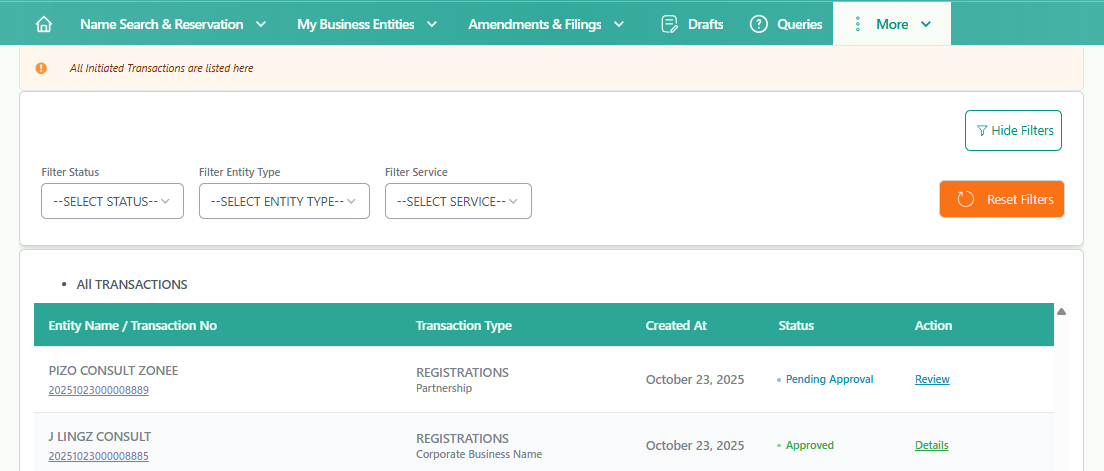 Name Search & Reservation My Business Entities Amendments & Filings Drafts Queries More
All Initiated Transactions are listed here
Hide Filters
Filter Status Filter Entity Type Filter Service
--SELECT STATUS-- --SELECT ENTITY TYPE-- --SELECT SERVICE-- Reset Filters
• All TRANSACTIONS
Entity Name / Transaction No Transaction Type Created At Status Action
PIZO CONSULT ZONEE REGISTRATIONS October 23, 2025 Pending Approval Review
20251023000008889 Partnership
J LINGZ CONSULT REGISTRATIONS October 23, 2025 Approved Details
20251023000008885 Corporate Business Name